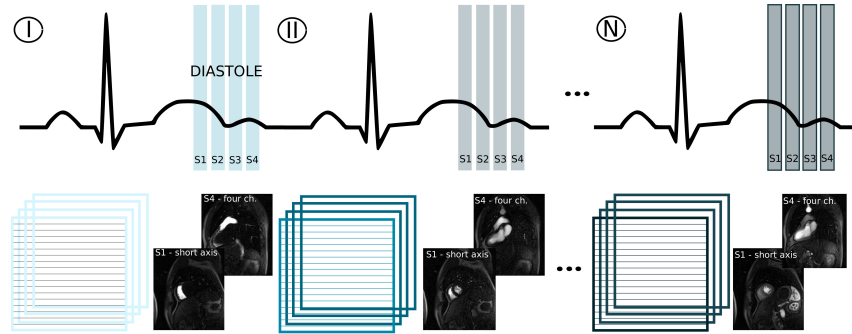 I
II
N
DIASTOLE
S1 S2 S3 S4
S1 S2 S3 S4
S1 S2 S3 S4
...
S4 - four ch.
S1 - short axis
S4 - four ch.
S1 - short axis
...
S4 - four ch.
S1 - short axis